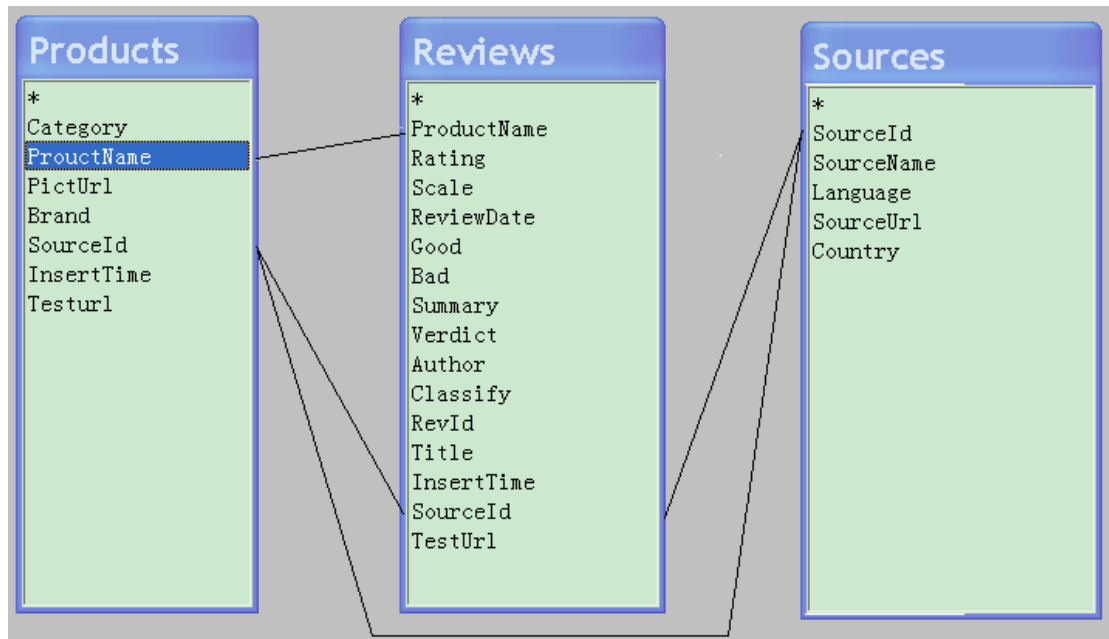 Products
*
Category
ProuctName
PictUrl
Brand
SourceId
InsertTime
Testurl
Reviews
*
ProductName
Rating
Scale
ReviewDate
Good
Bad
Summary
Verdict
Author
Classify
RevId
Title
InsertTime
SourceId
TestUrl
Sources
*
SourceId
SourceName
Language
SourceUrl
Country